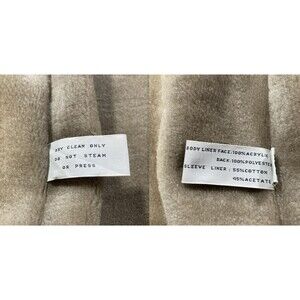 DRY CLEAN ONLY
DO NOT STEAM
OR PRESS
BODY LINER FACE:100%ACRYLIC
BACK:100%POLYESTER
SLEEVE LINER:55%COTTON
45%ACETATE